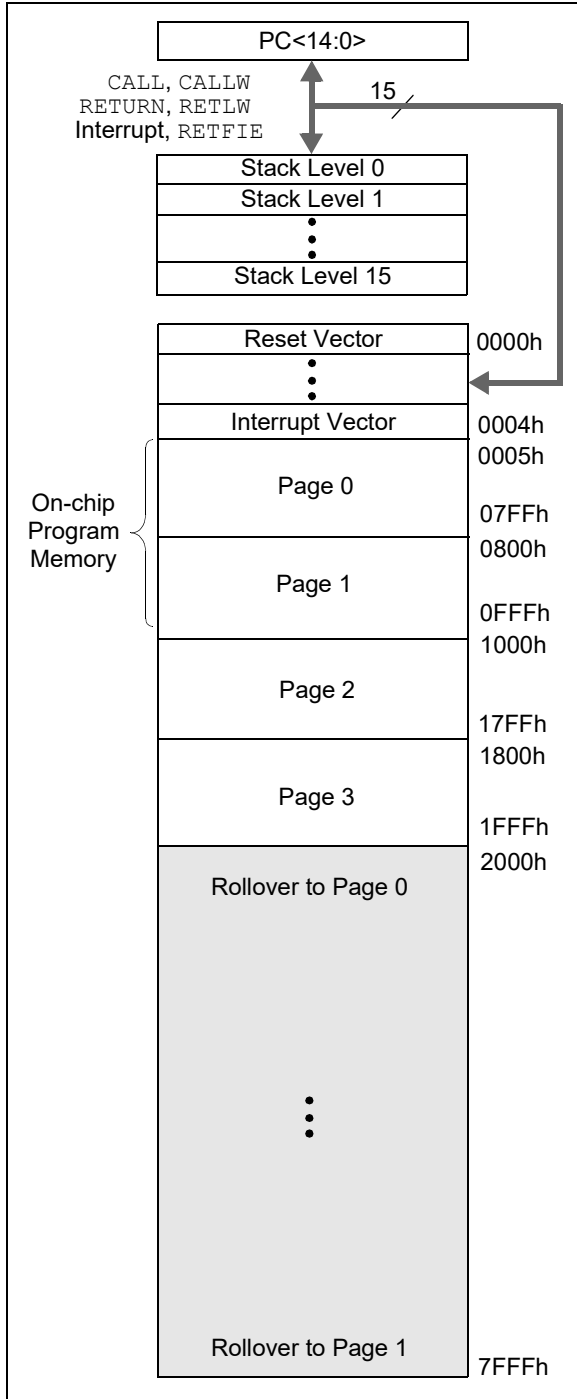 PC<14:0>
CALL, CALLW
RETURN, RETLW
Interrupt, RETFIE
15
Stack Level 0
Stack Level 1
Stack Level 15
Reset Vector
0000h
Interrupt Vector
0004h
0005h
On-chip
Program
Memory
Page 0
07FFh
0800h
Page 1
0FFFh
1000h
Page 2
17FFh
1800h
Page 3
1FFFh
2000h
Rollover to Page 0
Rollover to Page 1
7FFFh